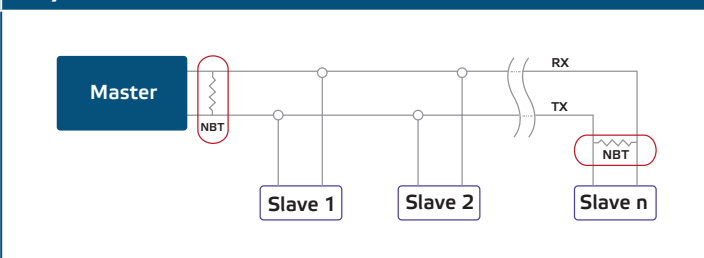 RX
Master
TX
NBT
NBT
Slave 1
Slave 2
Slave n